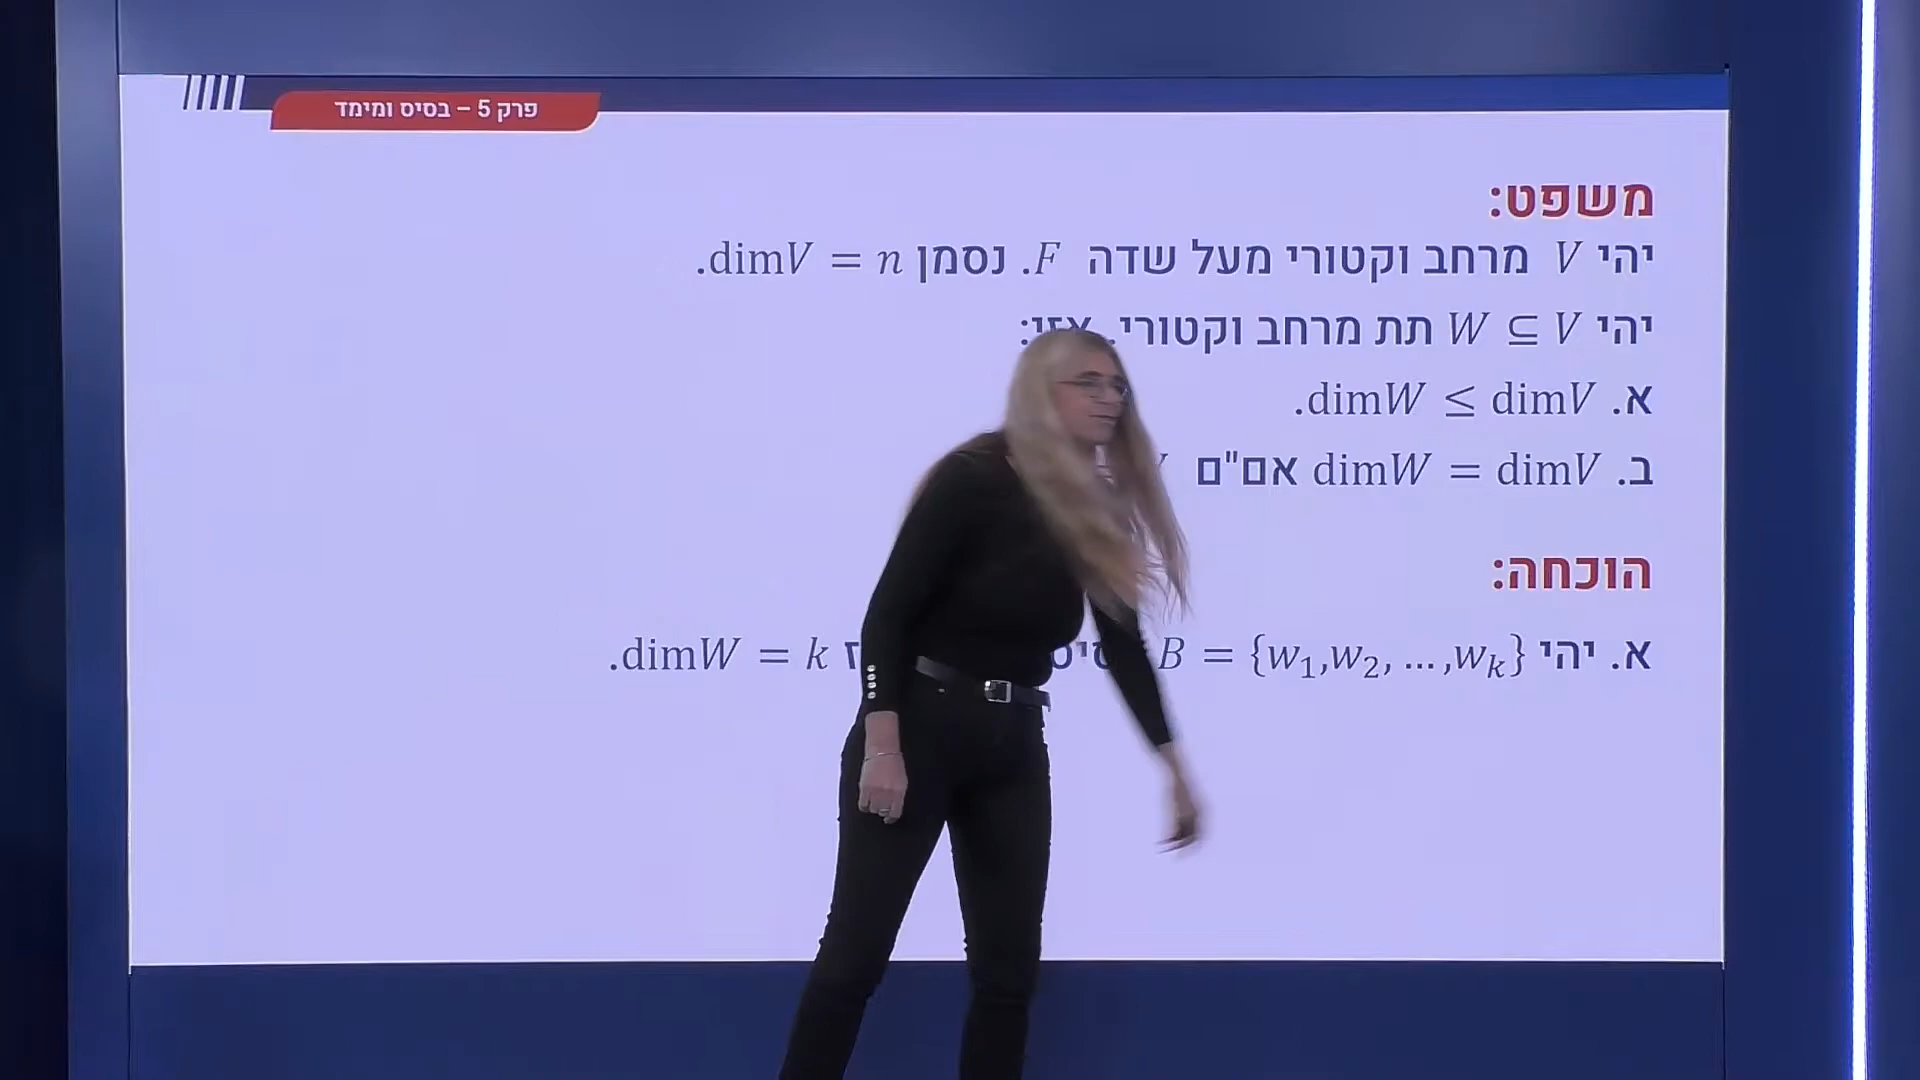 פרק 5 – בסיס ומימד
משפט:
יהי V מרחב וקטורי מעל שדה F. נסמן dimV = n.
יהי W ⊆ V תת מרחב וקטורי. אזי:
א. dimW ≤ dimV.
ב. dimW = dimV אם"ם
הוכחה:
א. יהי B = {w₁,w₂, … ,wₖ} dimW = k.